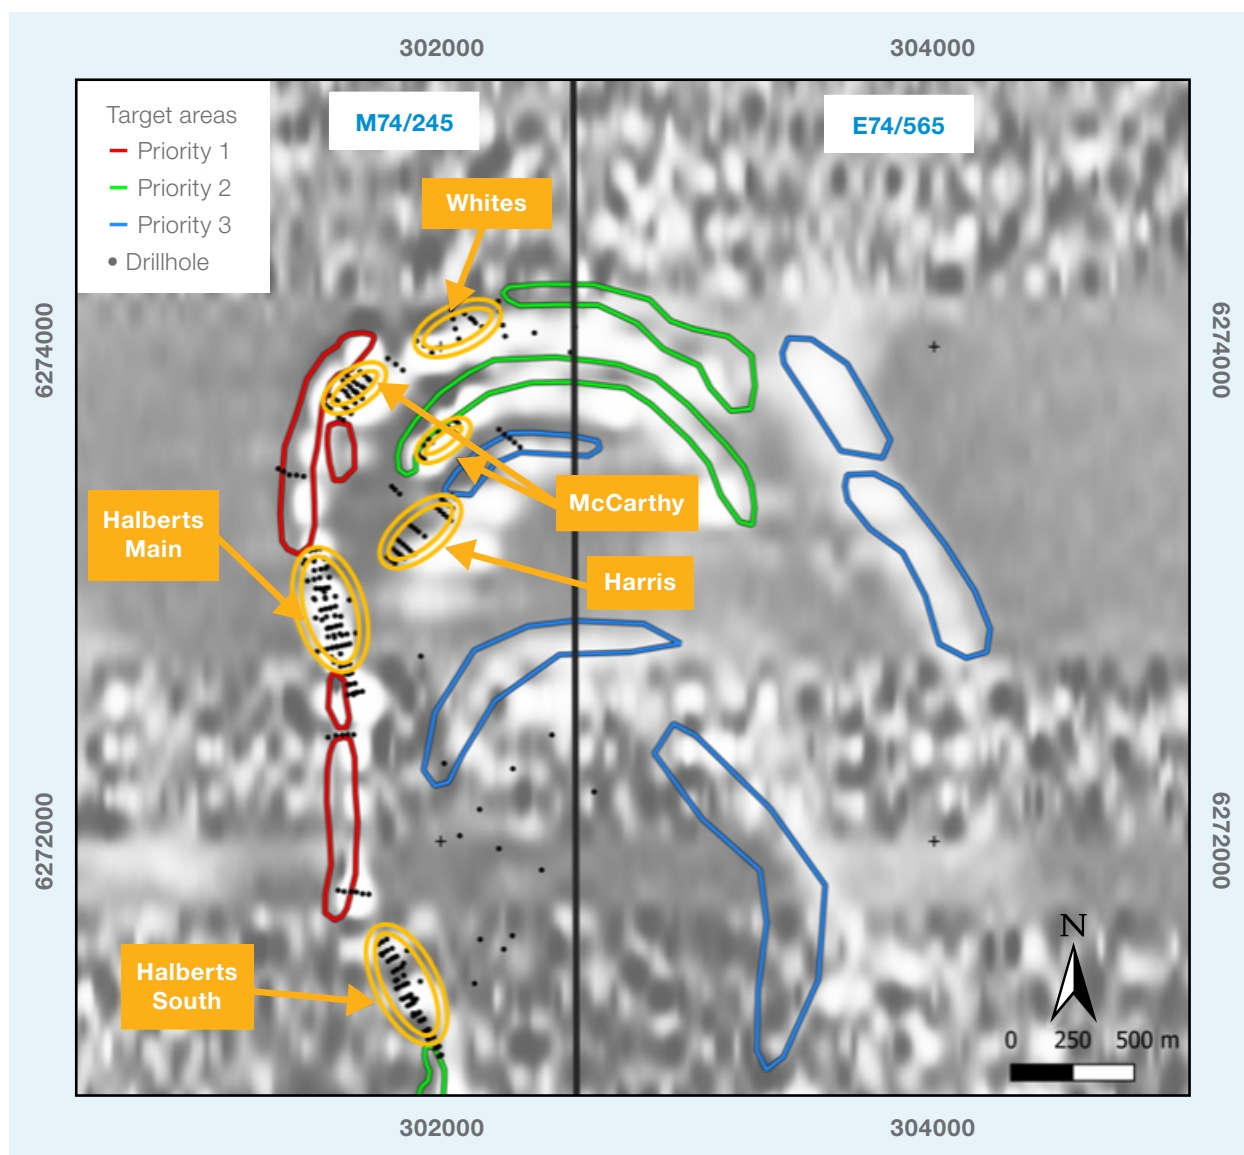 302000
304000
Target areas
Priority 1
Priority 2
Priority 3
Drillhole
M74/245
E74/565
Whites
6274000
6274000
McCarthy
Halberts
Main
Harris
6272000
6272000
Halberts
South
N
0 250 500 m
302000
304000